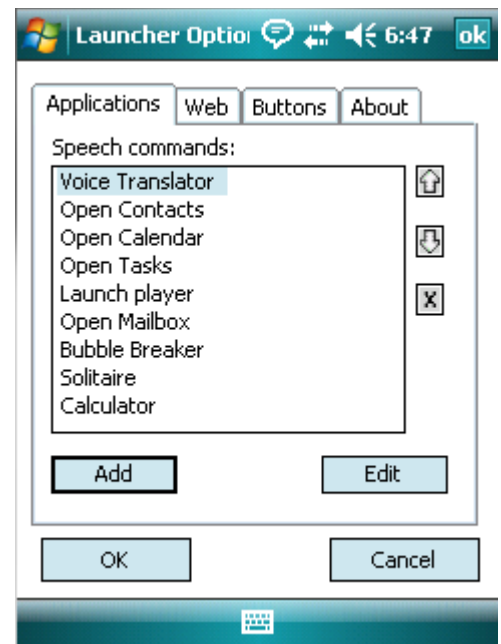 Launcher Optio 6:47 ok
Applications Web Buttons About
Speech commands:
Voice Translator
Open Contacts
Open Calendar
Open Tasks
Launch player
Open Mailbox
Bubble Breaker
Solitaire
Calculator
X
Add Edit
OK Cancel